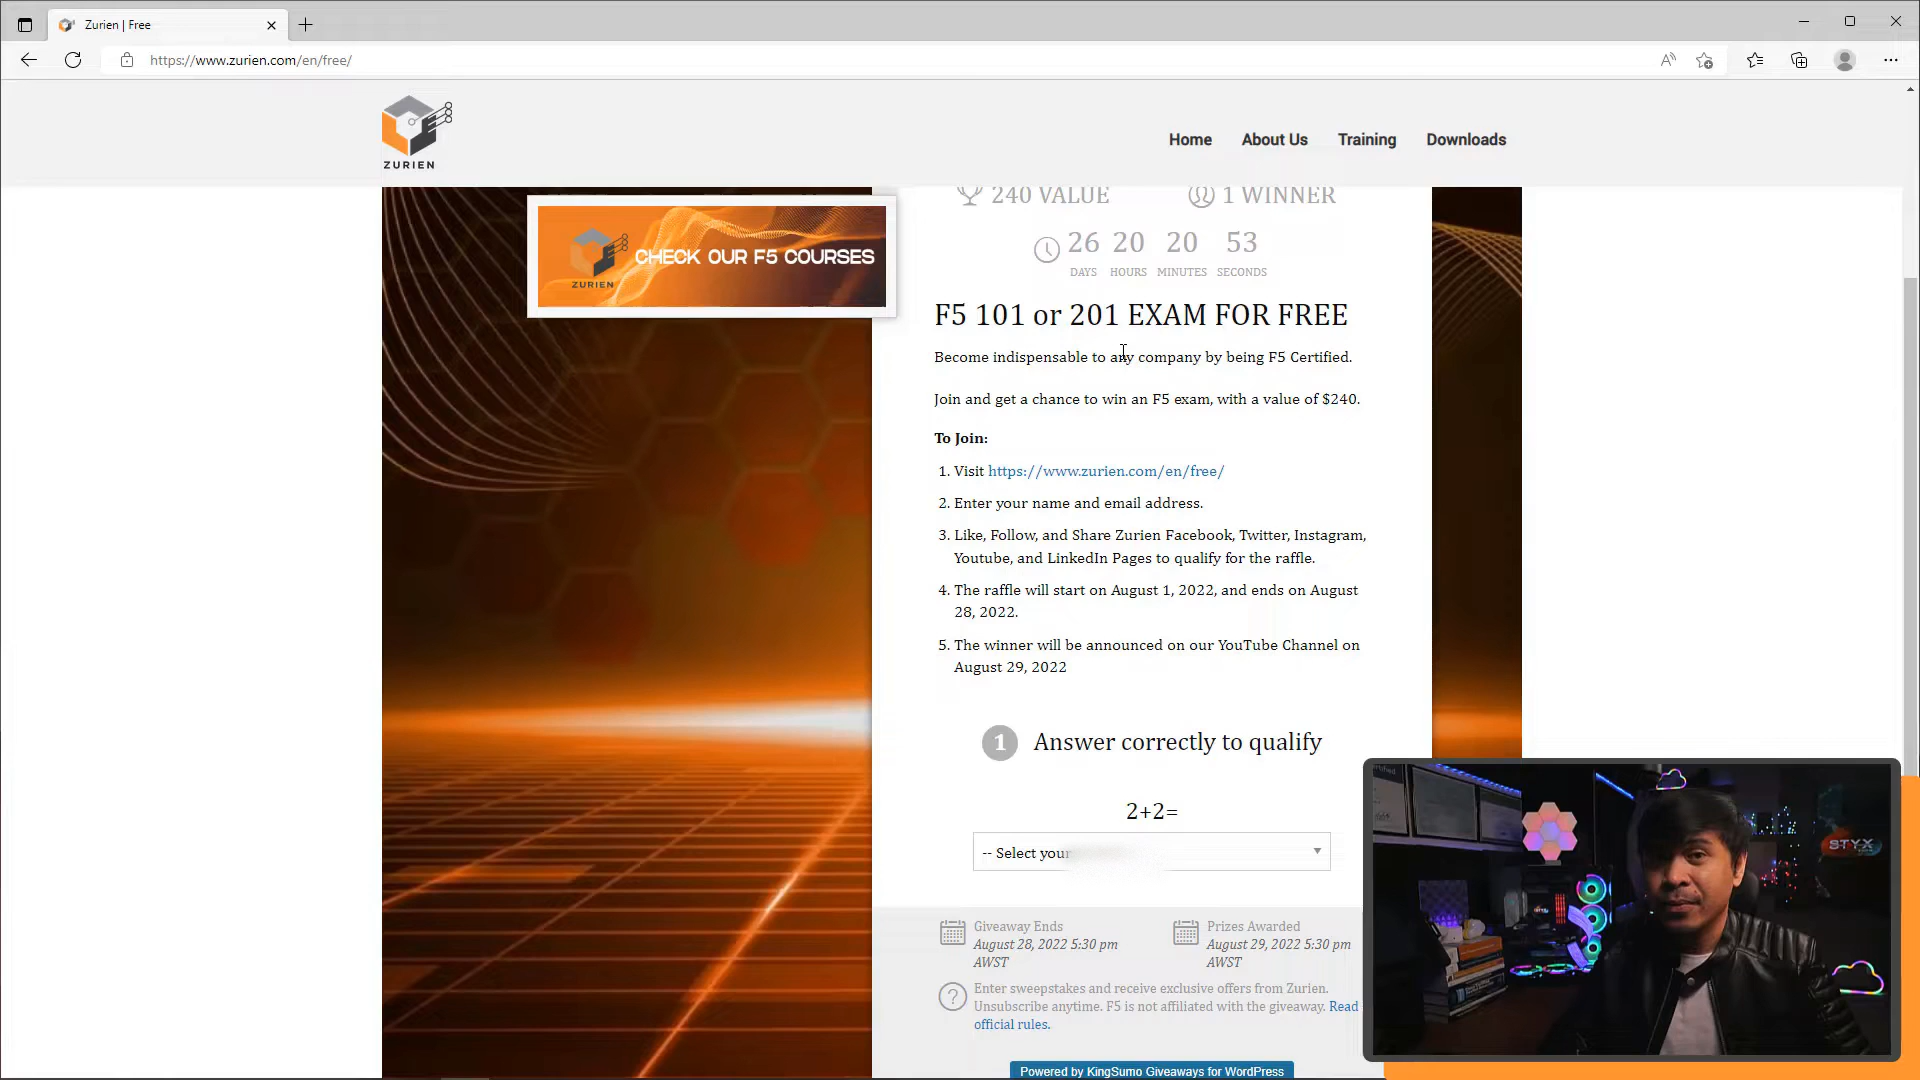 Zurien | Free
https://www.zurien.com/en/free/
ZURIEN
Home About Us Training Downloads
240 VALUE 1 WINNER
26 20 20 53
DAYS HOURS MINUTES SECONDS
ZURIEN CHECK OUR F5 COURSES
F5 101 or 201 EXAM FOR FREE
Become indispensable to any company by being F5 Certified.
Join and get a chance to win an F5 exam, with a value of $240.
To Join:
1. Visit https://www.zurien.com/en/free/
2. Enter your name and email address.
3. Like, Follow, and Share Zurien Facebook, Twitter, Instagram,
Youtube, and LinkedIn Pages to qualify for the raffle.
4. The raffle will start on August 1, 2022, and ends on August
28, 2022.
5. The winner will be announced on our YouTube Channel on
August 29, 2022
1 Answer correctly to qualify
2+2=
-- Select your
STYX
Giveaway Ends
August 28, 2022 5:30 pm
AWST
Prizes Awarded
August 29, 2022 5:30 pm
AWST
Enter sweepstakes and receive exclusive offers from Zurien.
Unsubscribe anytime. F5 is not affiliated with the giveaway. Read
official rules.
Powered by KingSumo Giveaways for WordPress